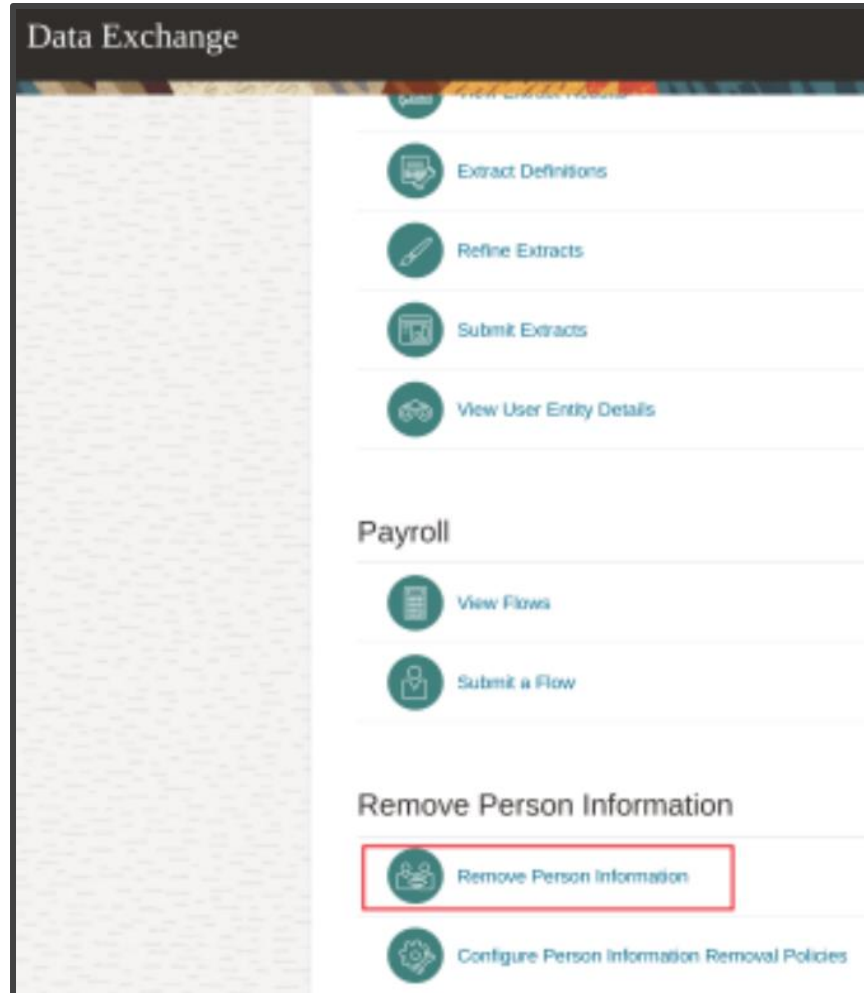 Data Exchange
Extract Definitions
Refine Extracts
Submit Extracts
View User Entity Details
Payroll
View Flows
Submit a Flow
Remove Person Information
Remove Person Information
Configure Person Information Removal Policies